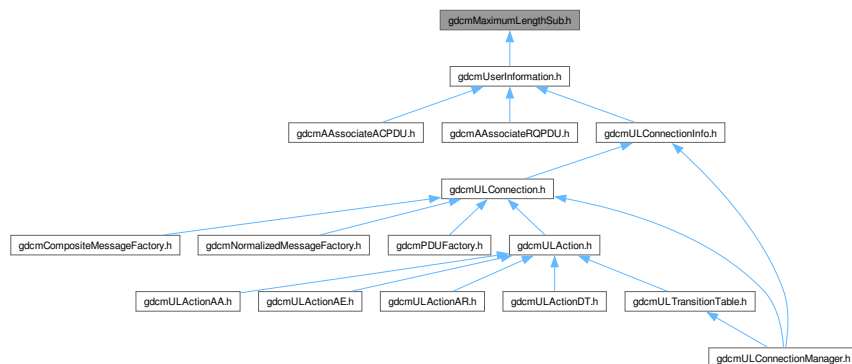 gdcmMaximumLengthSub.h
gdcmUserInformation.h
gdcmAAssociateACPDU.h
gdcmAAssociateRQPDU.h
gdcmULConnectionInfo.h
gdcmULConnection.h
gdcmCompositeMessageFactory.h
gdcmNormalizedMessageFactory.h
gdcmPDUFactory.h
gdcmULAction.h
gdcmULActionAA.h
gdcmULActionAE.h
gdcmULActionAR.h
gdcmULActionDT.h
gdcmULTransitionTable.h
gdcmULConnectionManager.h